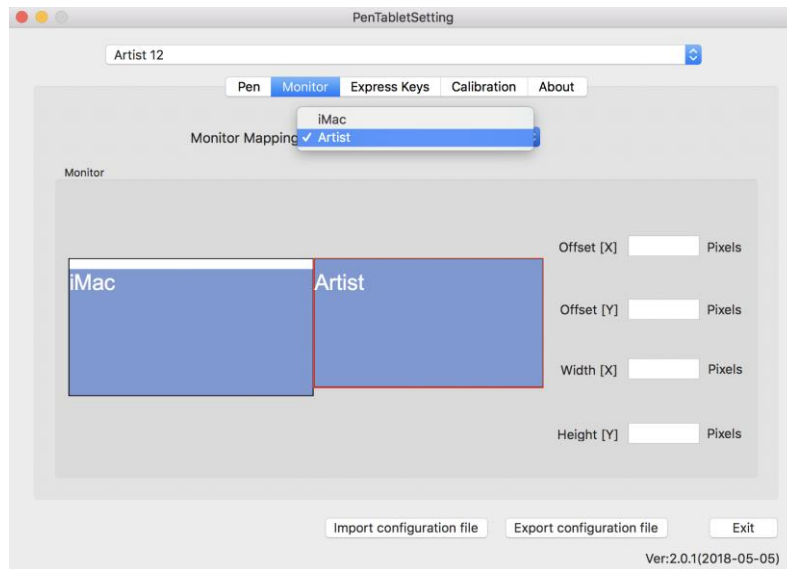 PenTabletSetting
Artist 12
Pen Monitor Express Keys Calibration About
iMac
Monitor Mapping ✓ Artist
Monitor
Offset [X] Pixels
iMac Artist
Offset [Y] Pixels
Width [X] Pixels
Height [Y] Pixels
Import configuration file Export configuration file Exit
Ver:2.0.1(2018-05-05)